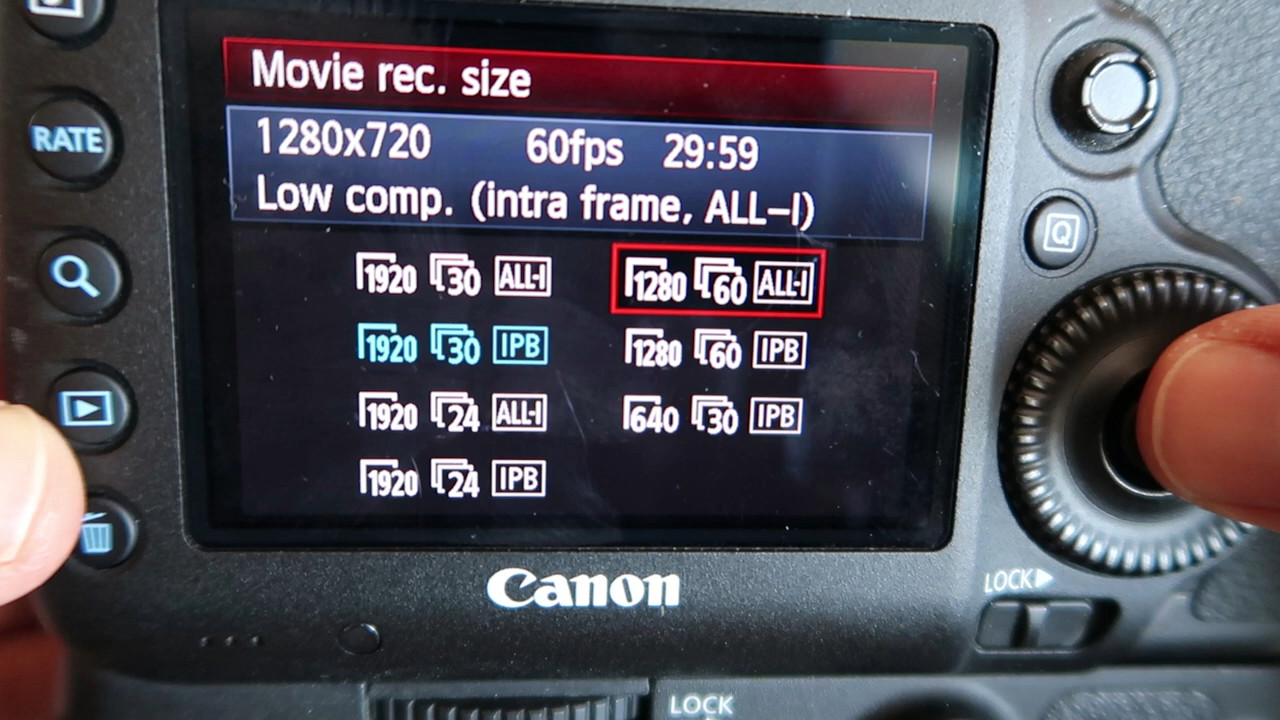 Movie rec. size
1280x720 60fps 29:59
Low comp. (intra frame, ALL-I)
1920 30 ALL-I 1280 60 ALL-I
1920 30 IPB 1280 60 IPB
1920 24 ALL-I 640 30 IPB
1920 24 IPB
RATE
Q
Canon
LOCK
LOCK